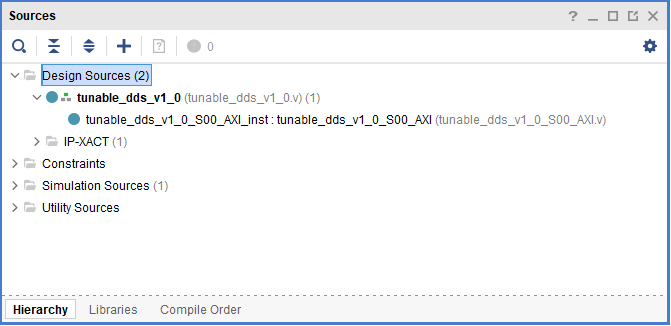 Sources
0
Design Sources (2)
tunable_dds_v1_0 (tunable_dds_v1_0.v) (1)
tunable_dds_v1_0_S00_AXI_inst : tunable_dds_v1_0_S00_AXI (tunable_dds_v1_0_S00_AXI.v)
IP-XACT (1)
Constraints
Simulation Sources (1)
Utility Sources
Hierarchy Libraries Compile Order